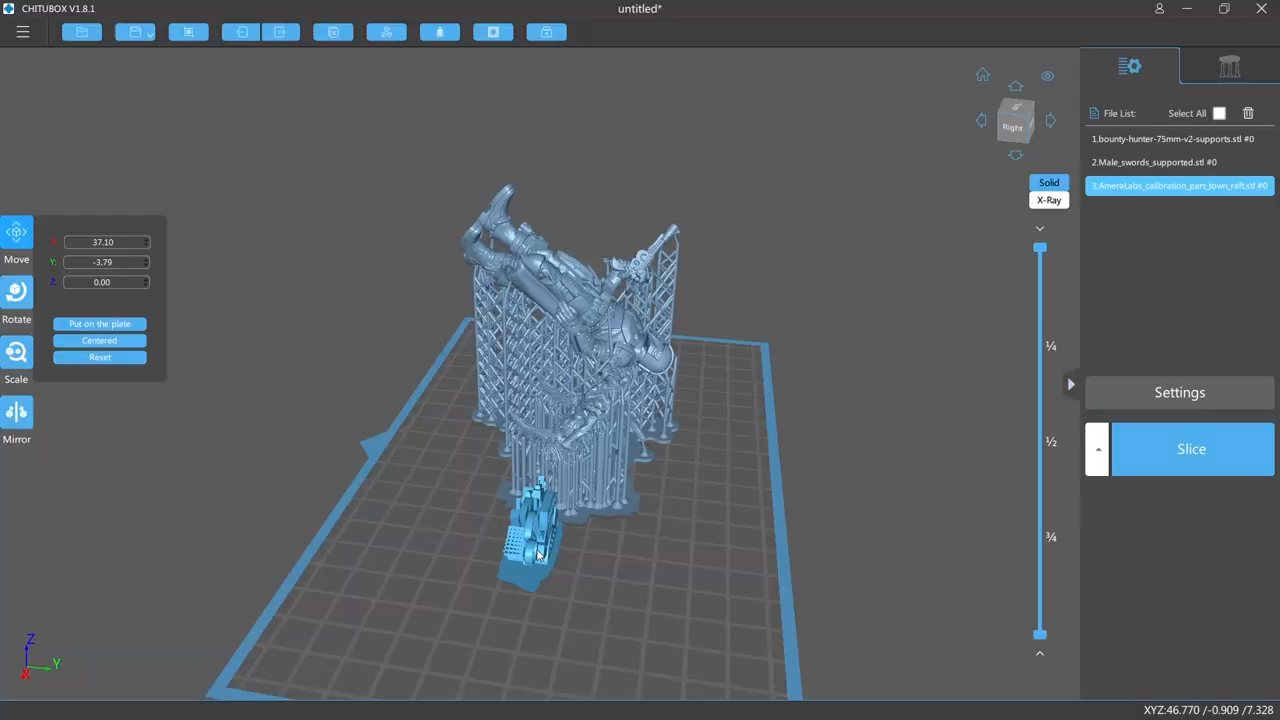 CHITUBOX V1.8.1
untitled*
Right
File List:
Select All
1.bounty-hunter-75mm-v2-supports.stl #0
2.Male_swords_supported.stl #0
3.AmeraLabs_calibration_part_town_raft.stl #0
Solid
X-Ray
Move
X: 37.10
Y: -3.79
Z: 0.00
Rotate
Put on the plate
Centered
Reset
Scale
Mirror
¼
½
¾
Settings
Slice
Z
Y
X
XYZ:46.770 /-0.909 /7.328